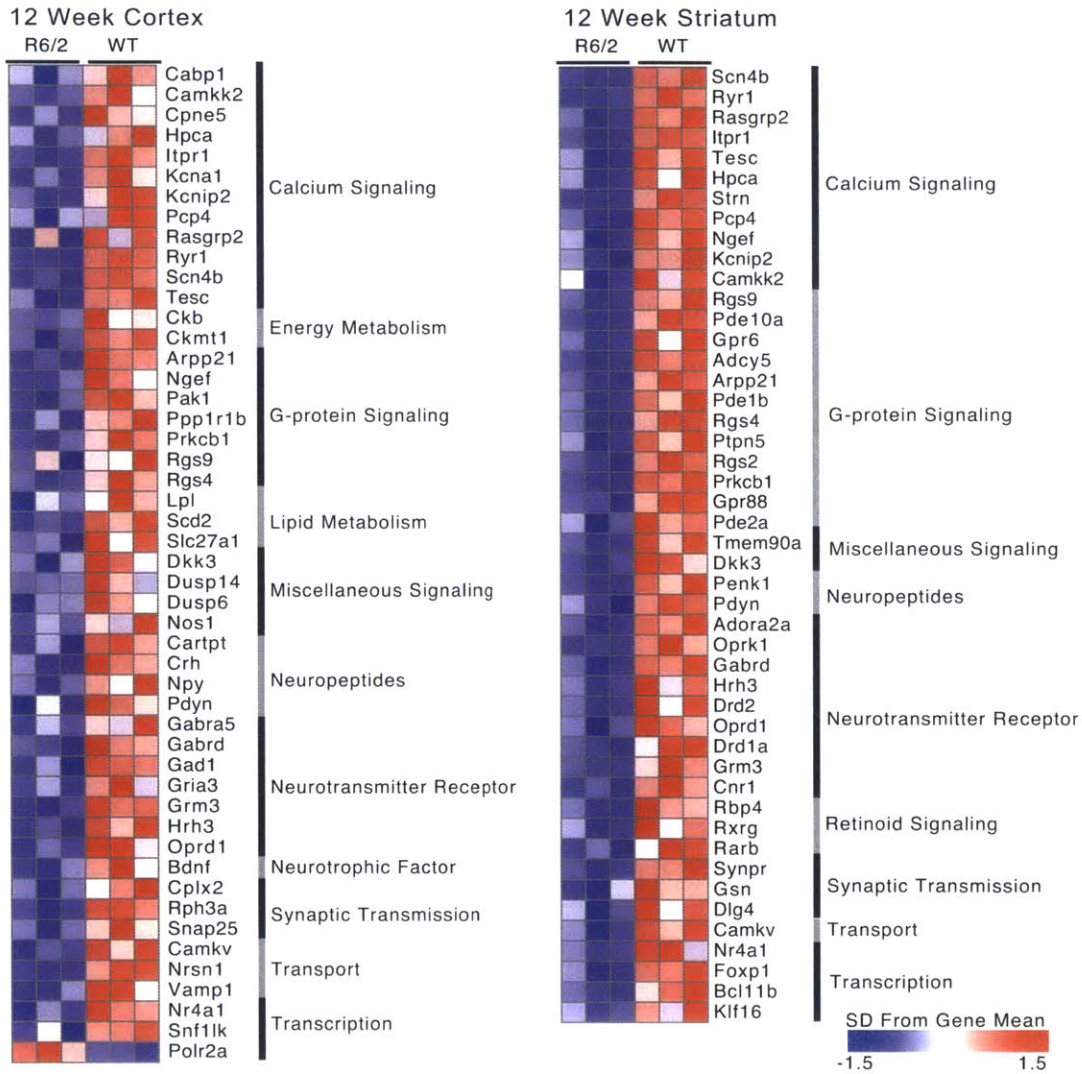 12 Week Cortex
R6/2 WT
Cabp1
Camkk2
Cpne5
Hpca
Itpr1
Kcna1
Kcnip2
Pcp4
Rasgrp2
Ryr1
Scn4b
Tesc
Calcium Signaling
Ckb
Ckmt1
Energy Metabolism
Arpp21
Ngef
Pak1
Ppp1r1b
Prkcb1
Rgs9
Rgs4
G-protein Signaling
Lpl
Scd2
Slc27a1
Lipid Metabolism
Dkk3
Dusp14
Dusp6
Nos1
Miscellaneous Signaling
Cartpt
Crh
Npy
Pdyn
Neuropeptides
Gabra5
Gabrd
Gad1
Gria3
Grm3
Hrh3
Oprd1
Neurotransmitter Receptor
Bdnf
Neurotrophic Factor
Cplx2
Rph3a
Snap25
Synaptic Transmission
Camkv
Nrsn1
Vamp1
Transport
Nr4a1
Snf1lk
Polr2a
Transcription
12 Week Striatum
R6/2 WT
Scn4b
Ryr1
Rasgrp2
Itpr1
Tesc
Hpca
Strn
Pcp4
Ngef
Kcnip2
Camkk2
Calcium Signaling
Rgs9
Pde10a
Gpr6
Adcy5
Arpp21
Pde1b
Rgs4
Ptpn5
Rgs2
Prkcb1
Gpr88
Pde2a
G-protein Signaling
Tmem90a
Dkk3
Miscellaneous Signaling
Penk1
Pdyn
Neuropeptides
Adora2a
Oprk1
Gabrd
Hrh3
Drd2
Oprd1
Drd1a
Grm3
Cnr1
Neurotransmitter Receptor
Rbp4
Rxrg
Rarb
Retinoid Signaling
Synpr
Gsn
Dlg4
Synaptic Transmission
Camkv
Transport
Nr4a1
Foxp1
Bcl11b
Klf16
Transcription
SD From Gene Mean
-1.5 1.5